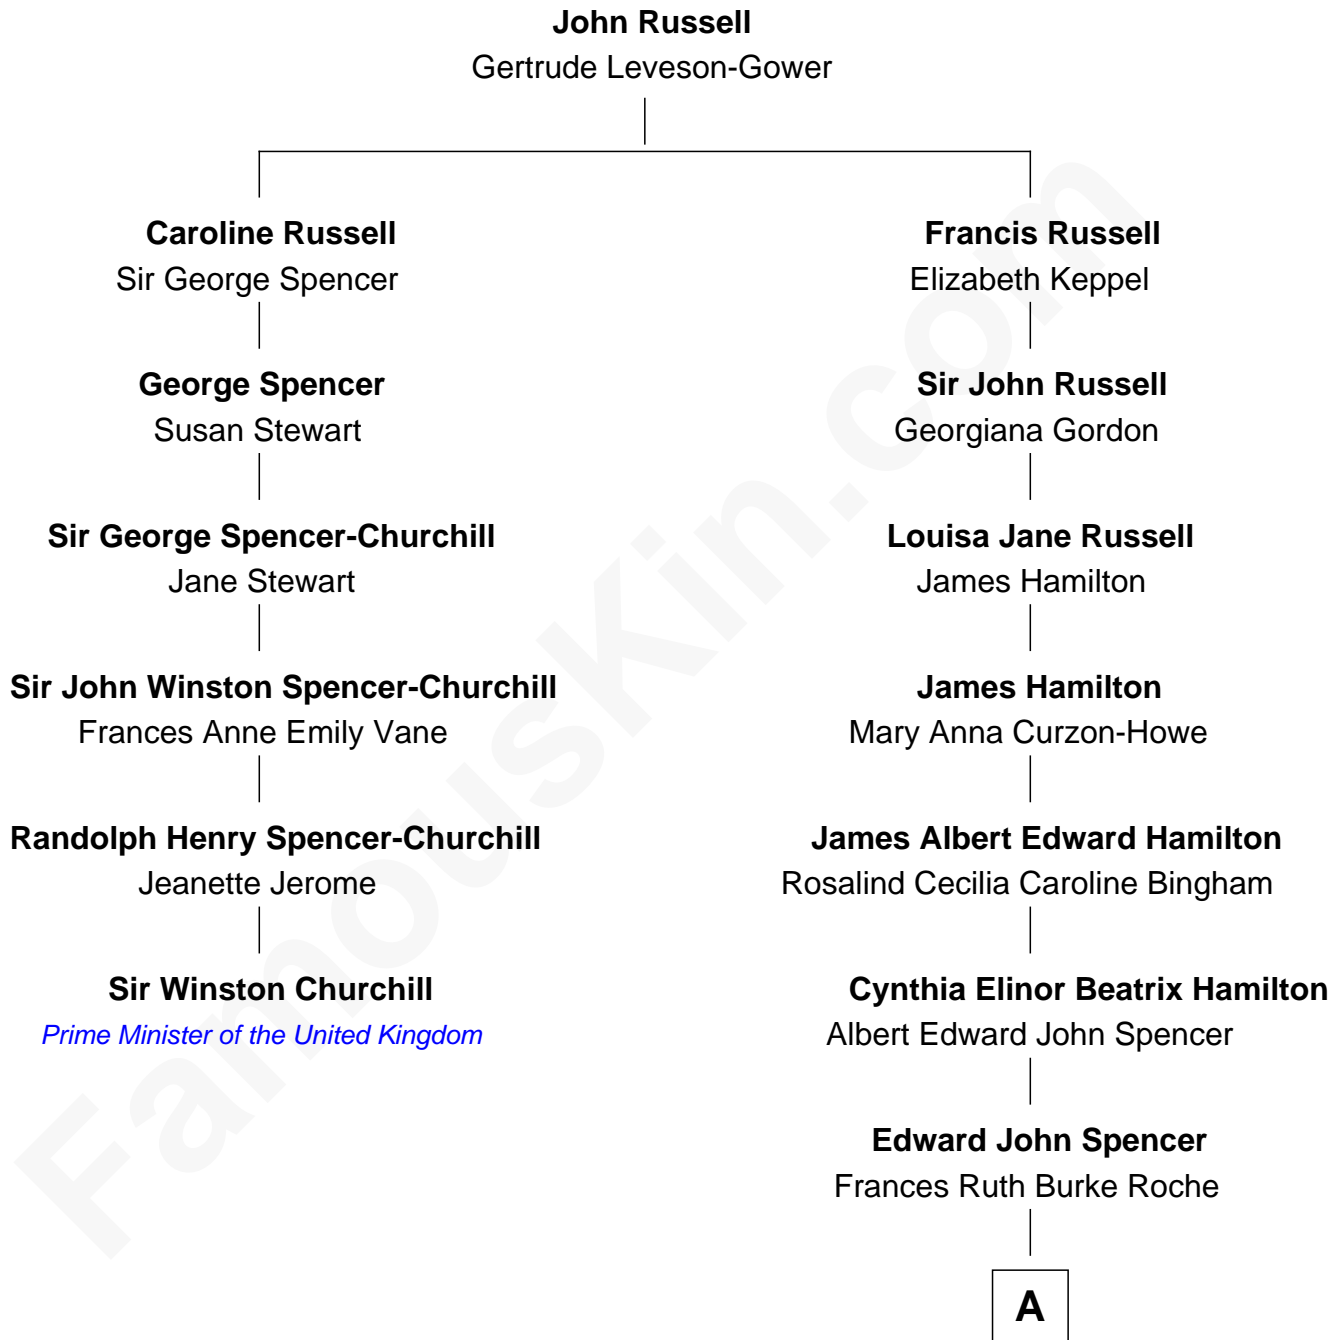 John Russell
Gertrude Leveson-Gower
Caroline Russell
Sir George Spencer
Francis Russell
Elizabeth Keppel
George Spencer
Susan Stewart
Sir John Russell
Georgiana Gordon
Sir George Spencer-Churchill
Jane Stewart
Louisa Jane Russell
James Hamilton
Sir John Winston Spencer-Churchill
Frances Anne Emily Vane
James Hamilton
Mary Anna Curzon-Howe
Randolph Henry Spencer-Churchill
Jeanette Jerome
James Albert Edward Hamilton
Rosalind Cecilia Caroline Bingham
Sir Winston Churchill
Prime Minister of the United Kingdom
Cynthia Elinor Beatrix Hamilton
Albert Edward John Spencer
Edward John Spencer
Frances Ruth Burke Roche
A
FamousKin.com